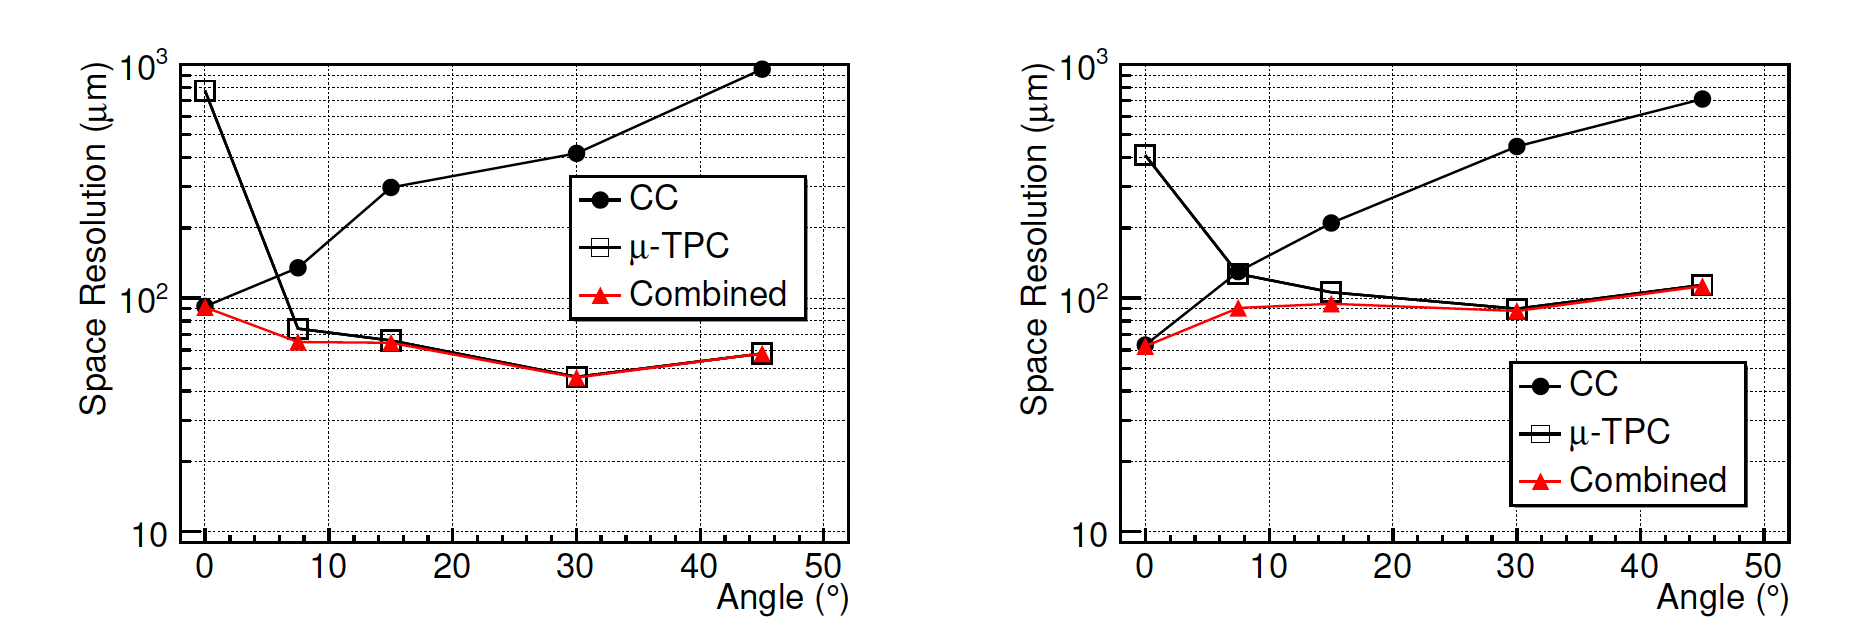 10³
10²
10
Space Resolution (μm)
CC
μ-TPC
Combined
0 10 20 30 40 50
Angle (°)
10³
10²
10
Space Resolution (μm)
CC
μ-TPC
Combined
0 10 20 30 40 50
Angle (°)